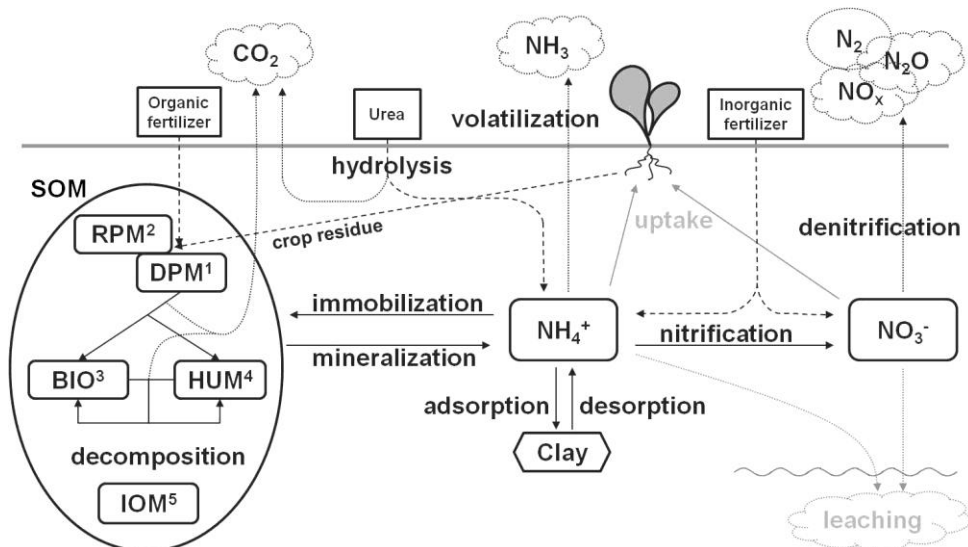 CO₂
NH₃
N₂
N₂O
NOₓ
Organic
fertilizer
Urea
volatilization
Inorganic
fertilizer
hydrolysis
SOM
RPM²
DPM¹
crop residue
uptake
denitrification
immobilization
NH₄⁺
nitrification
NO₃⁻
mineralization
BIO³
HUM⁴
adsorption
desorption
Clay
decomposition
IOM⁵
leaching